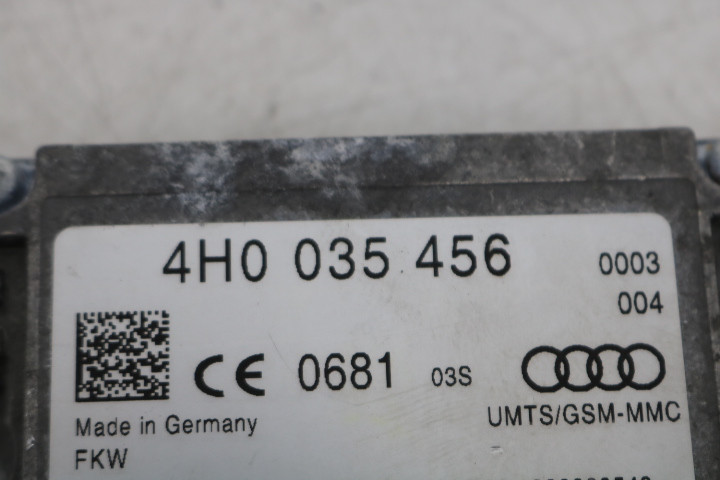 4H0 035 456 0003
004
CE 0681 03S
UMTS/GSM-MMC
Made in Germany
FKW